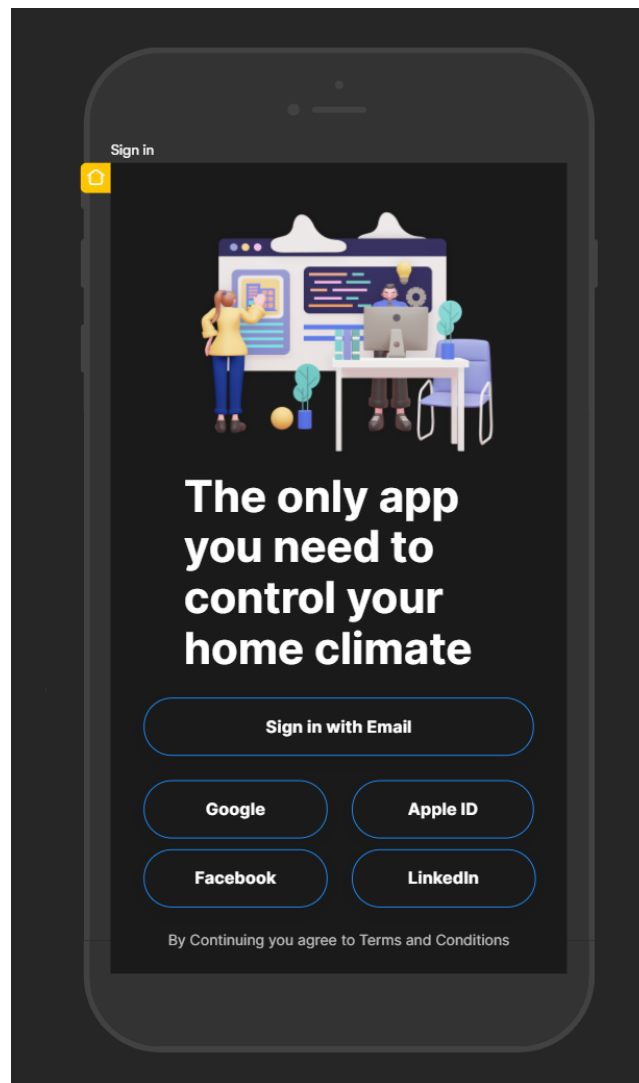 Sign in
The only app
you need to
control your
home climate
Sign in with Email
Google
Apple ID
Facebook
LinkedIn
By Continuing you agree to Terms and Conditions